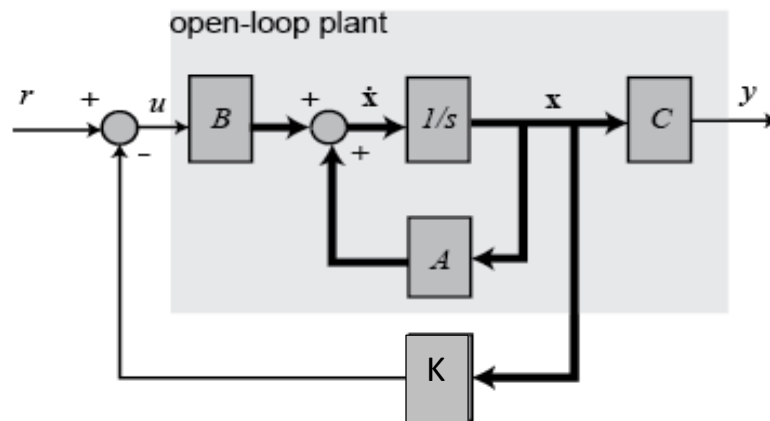 open-loop plant
r + u B + ẋ 1/s x C y
- +
A
K